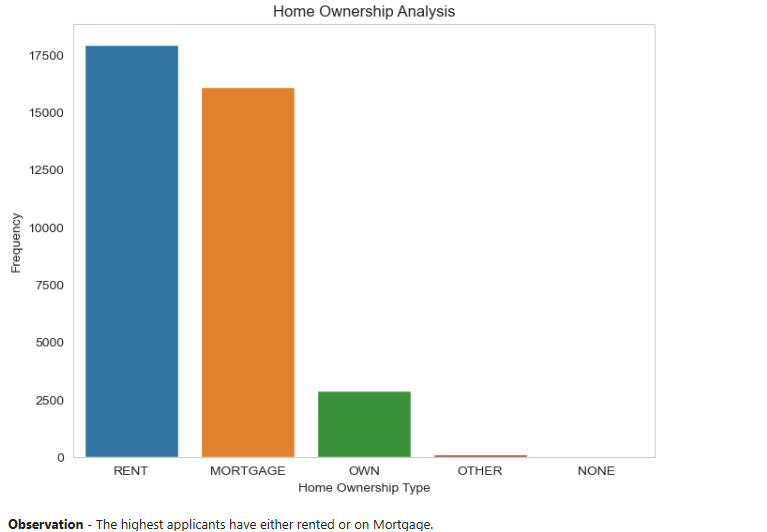 Home Ownership Analysis
17500
15000
12500
10000
7500
5000
2500
0
Frequency
RENT MORTGAGE OWN OTHER NONE
Home Ownership Type
Observation - The highest applicants have either rented or on Mortgage.